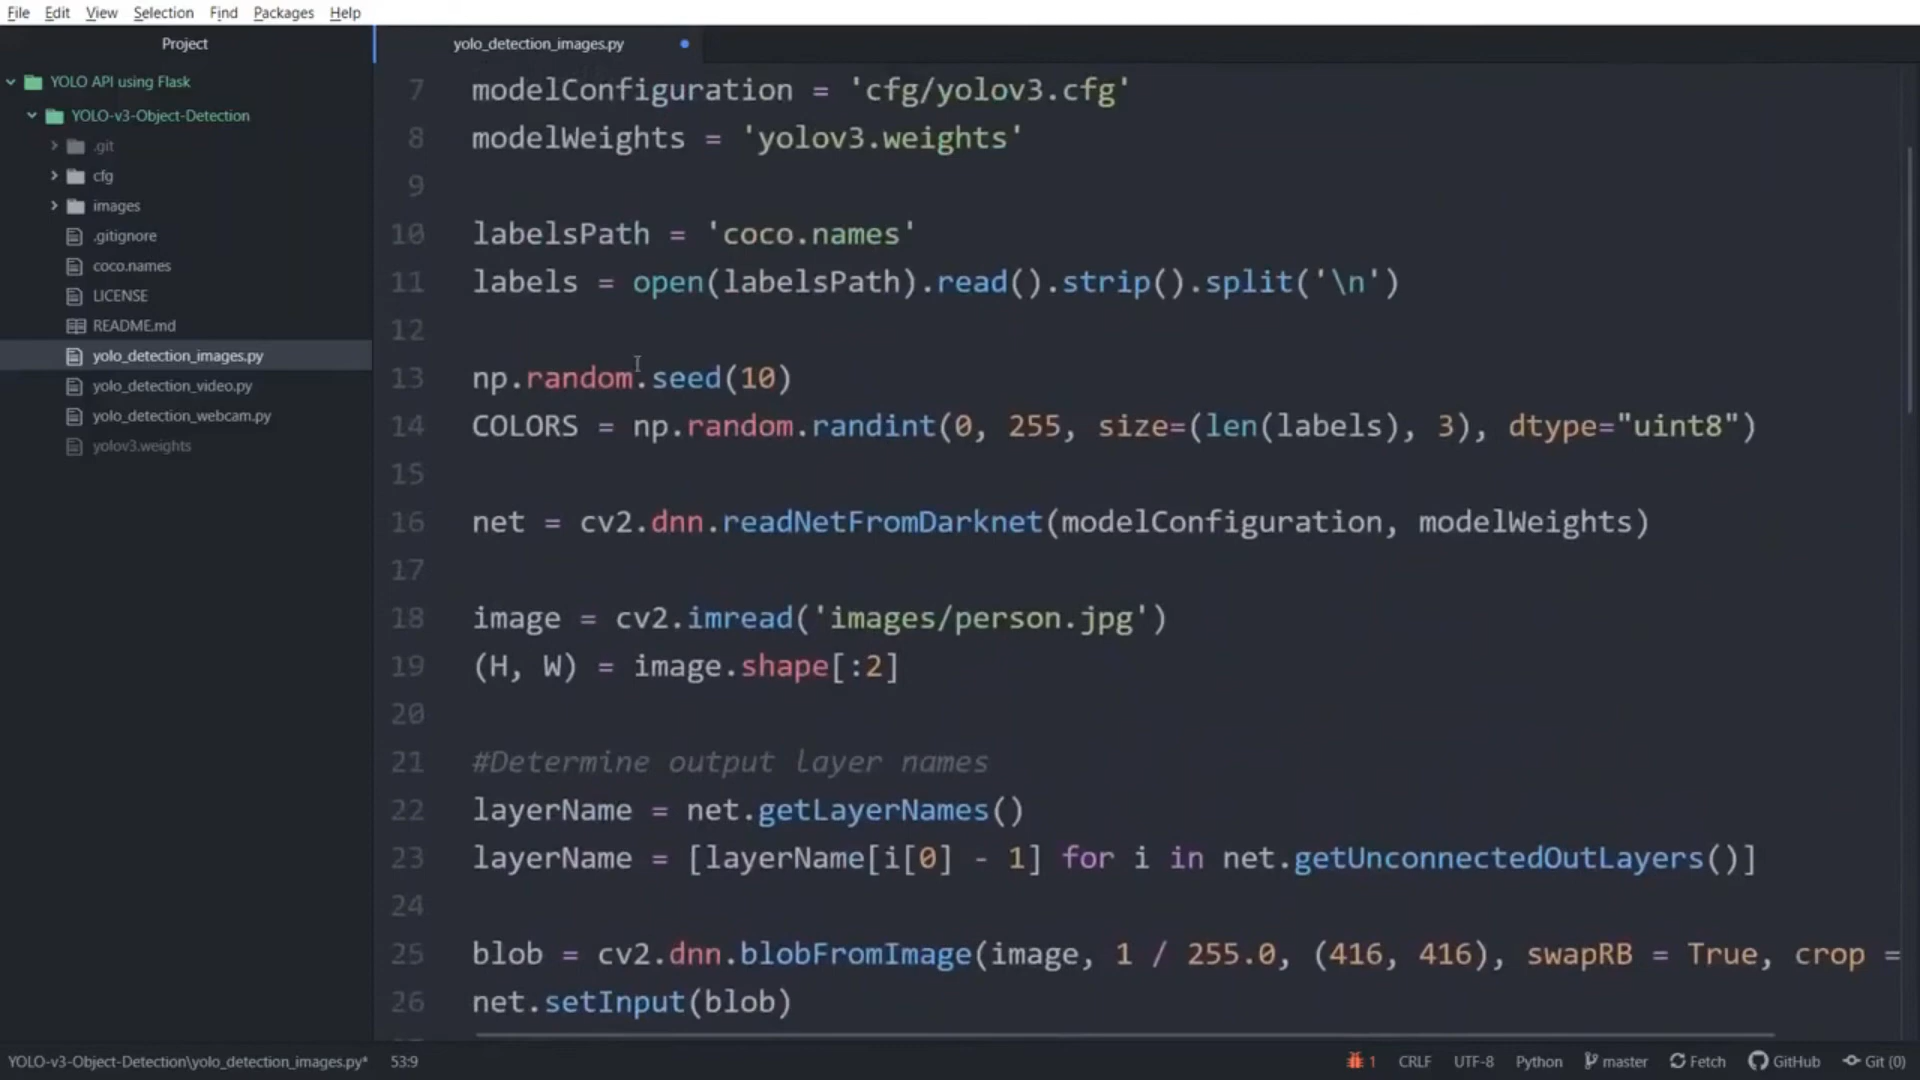 File Edit View Selection Find Packages Help
Project
yolo_detection_images.py
YOLO API using Flask
YOLO-v3-Object-Detection
.git
cfg
images
.gitignore
coco.names
LICENSE
README.md
yolo_detection_images.py
yolo_detection_video.py
yolo_detection_webcam.py
yolov3.weights
7 modelConfiguration = 'cfg/yolov3.cfg'
8 modelWeights = 'yolov3.weights'
9
10 labelsPath = 'coco.names'
11 labels = open(labelsPath).read().strip().split('\n')
12
13 np.random.seed(10)
14 COLORS = np.random.randint(0, 255, size=(len(labels), 3), dtype="uint8")
15
16 net = cv2.dnn.readNetFromDarknet(modelConfiguration, modelWeights)
17
18 image = cv2.imread('images/person.jpg')
19 (H, W) = image.shape[:2]
20
21 #Determine output layer names
22 layerName = net.getLayerNames()
23 layerName = [layerName[i[0] - 1] for i in net.getUnconnectedOutLayers()]
24
25 blob = cv2.dnn.blobFromImage(image, 1 / 255.0, (416, 416), swapRB = True, crop =
26 net.setInput(blob)
YOLO-v3-Object-Detection\yolo_detection_images.py* 53:9 1 CRLF UTF-8 Python master Fetch GitHub Git (0)